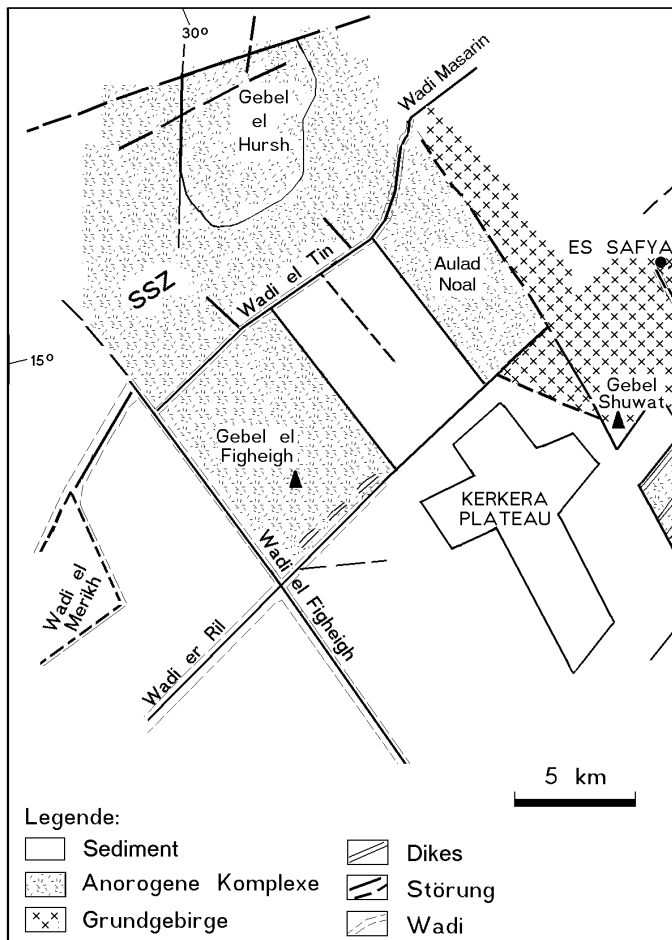 30º
Wadi Masarin
Gebel
el
Hursh
ES SAFYA
Wadi el Tin
Aulad
Noal
SSZ
15º
Gebel
Shuwat
Gebel el
Figheigh
KERKERA
PLATEAU
Wadi el
Merikh
Wadi el Figheigh
Wadi er Ril
5 km
Legende:
Sediment
Anorogene Komplexe
Grundgebirge
Dikes
Störung
Wadi